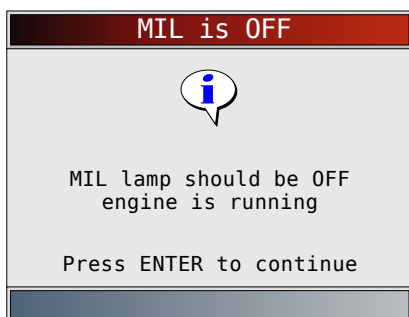 MIL is OFF
i
MIL lamp should be OFF
engine is running
Press ENTER to continue